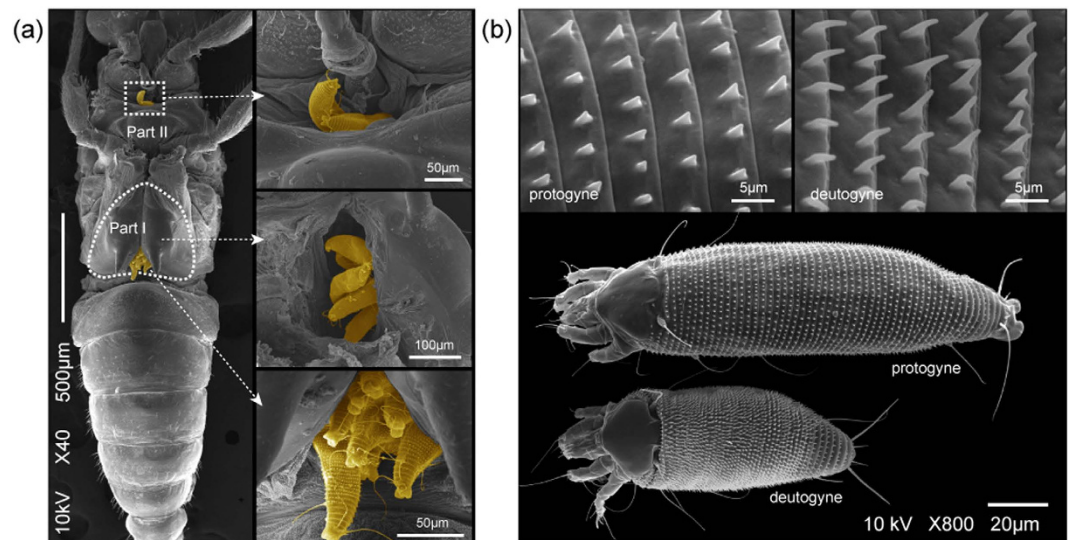 (a)
Part II
Part I
500μm
X40
10kV
50μm
100μm
50μm
(b)
protogyne
5μm
deutogyne
5μm
protogyne
deutogyne
10 kV X800 20μm